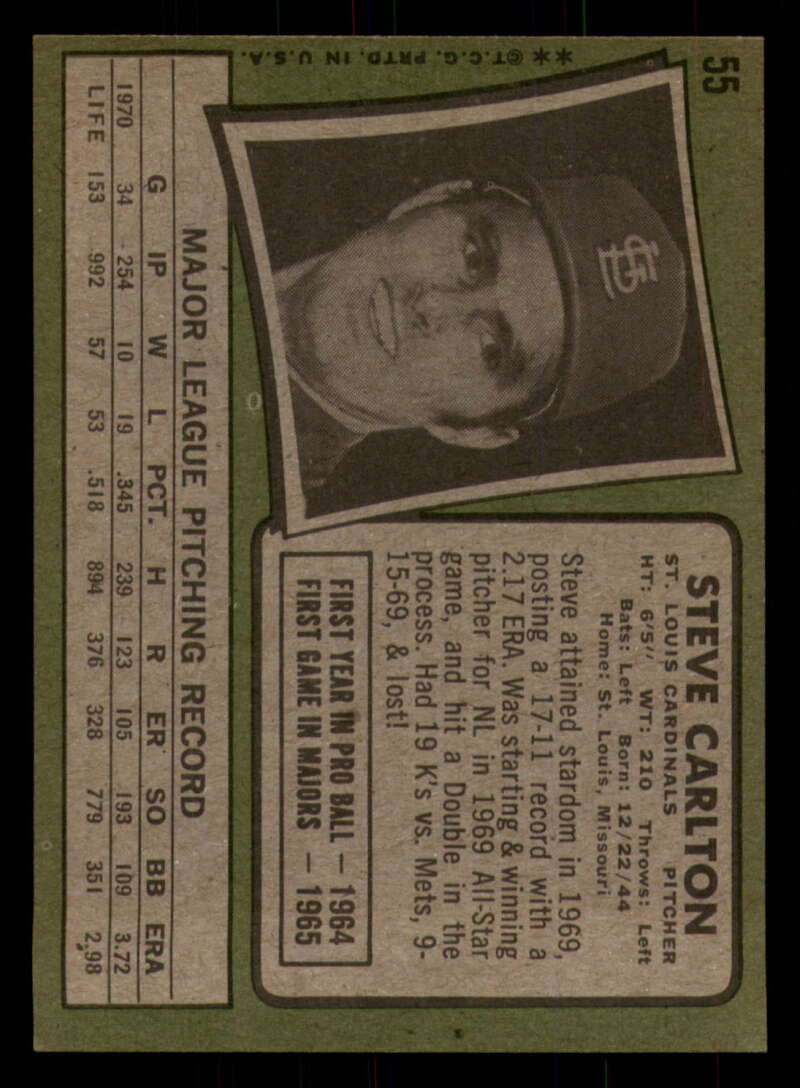 55
** ©T.C.G. PRTD. IN U.S.A.
STL
STEVE CARLTON
ST. LOUIS CARDINALS PITCHER
HT: 6'5" WT: 210 Throws: Left
Bats: Left Born: 12/22/44
Home: St. Louis, Missouri
Steve attained stardom in 1969,
posting a 17-11 record with a
2.17 ERA. Was starting & winning
pitcher for NL in 1969 All-Star
game, and hit a Double in the
process. Had 19 K's vs. Mets, 9-
15-69, & lost!
FIRST YEAR IN PRO BALL — 1964
FIRST GAME IN MAJORS — 1965
MAJOR LEAGUE PITCHING RECORD
G IP W L PCT. H R ER SO BB ERA
1970 34 254 10 19 .345 239 123 105 193 109 3.72
LIFE 153 992 57 53 .518 894 376 328 779 351 2.98